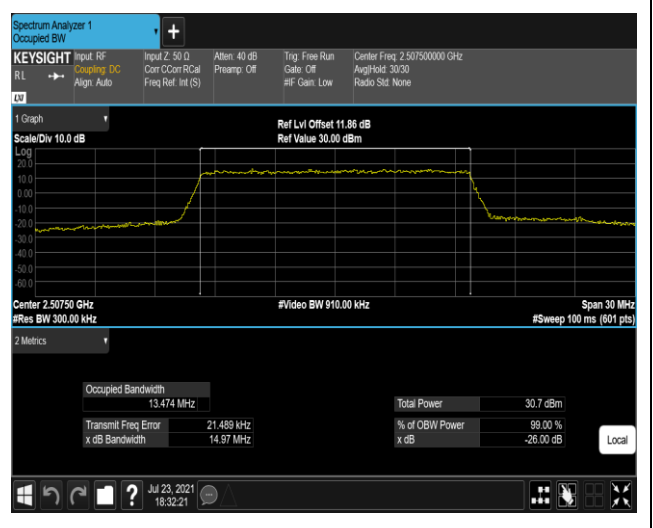 Spectrum Analyzer 1
Occupied BW
+
KEYSIGHT Input: RF Input Z: 50 Ω Atten: 40 dB Trig: Free Run Center Freq: 2.507500000 GHz
RL Coupling: DC Corr CCorr RCal Preamp: Off Gate: Off Avg|Hold: 30/30
Align: Auto Freq Ref: Int (S) #IF Gain: Low Radio Std: None
LXI
1 Graph
Ref Lvl Offset 11.86 dB
Scale/Div 10.0 dB Ref Value 30.00 dBm
Log
20.0
10.0
0.00
-10.0
-20.0
-30.0
-40.0
-50.0
-60.0
Center 2.50750 GHz #Video BW 910.00 kHz Span 30 MHz
#Res BW 300.00 kHz #Sweep 100 ms (601 pts)
2 Metrics
Occupied Bandwidth
13.474 MHz Total Power 30.7 dBm
Transmit Freq Error 21.489 kHz % of OBW Power 99.00 %
x dB Bandwidth 14.97 MHz x dB -26.00 dB
Local
? Jul 23, 2021
18:32:21